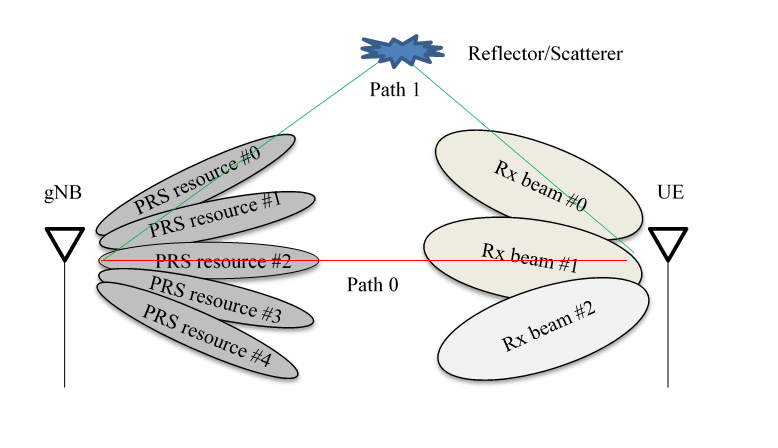 Reflector/Scatterer
Path 1
gNB
PRS resource #0
PRS resource #1
PRS resource #2
PRS resource #3
PRS resource #4
Path 0
Rx beam #0
Rx beam #1
Rx beam #2
UE